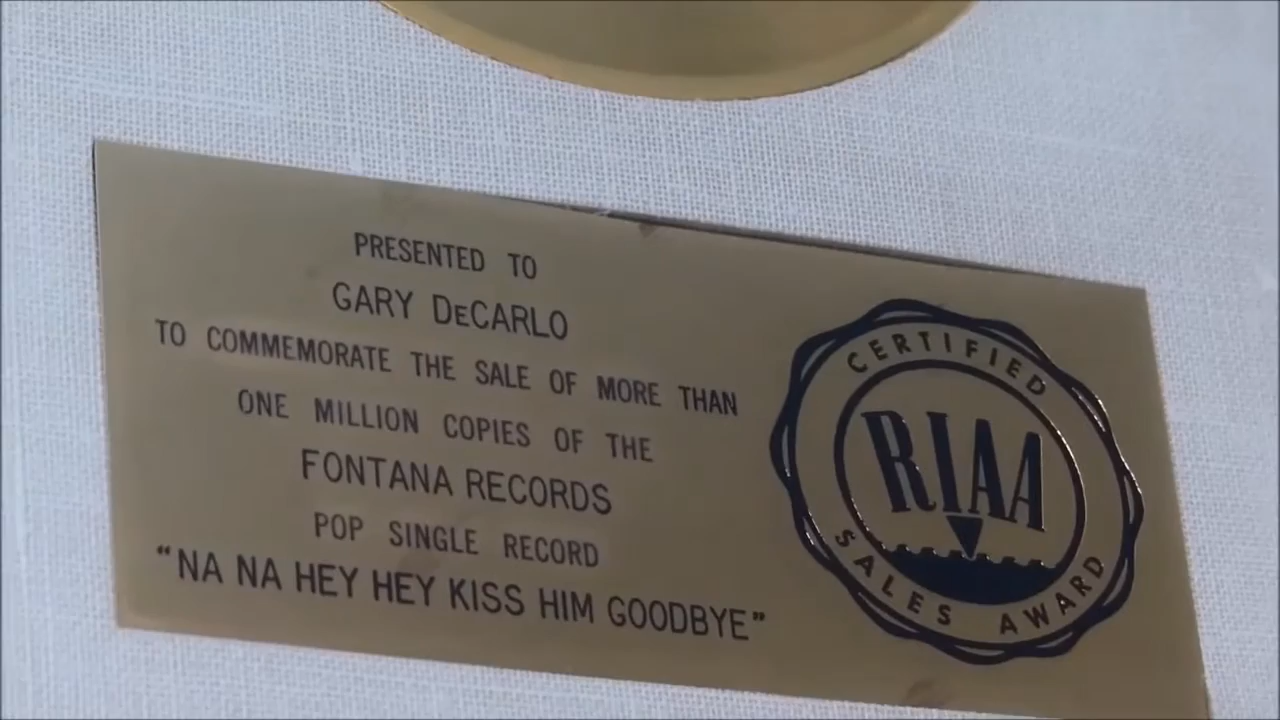 PRESENTED TO
GARY DeCARLO
TO COMMEMORATE THE SALE OF MORE THAN
ONE MILLION COPIES OF THE
FONTANA RECORDS
POP SINGLE RECORD
“NA NA HEY HEY KISS HIM GOODBYE”
CERTIFIED
RIAA
SALES AWARD